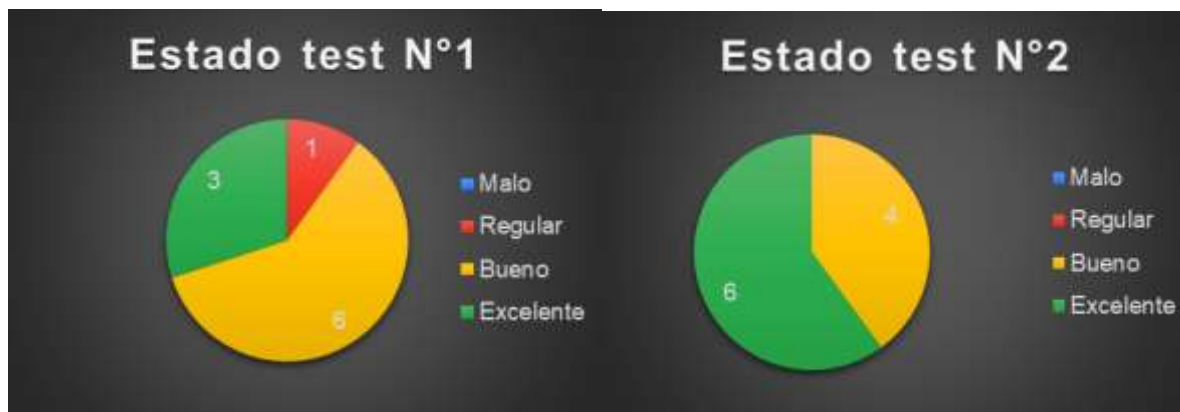 Estado test N°1
3
1
6
Malo
Regular
Bueno
Excelente
Estado test N°2
4
6
Malo
Regular
Bueno
Excelente